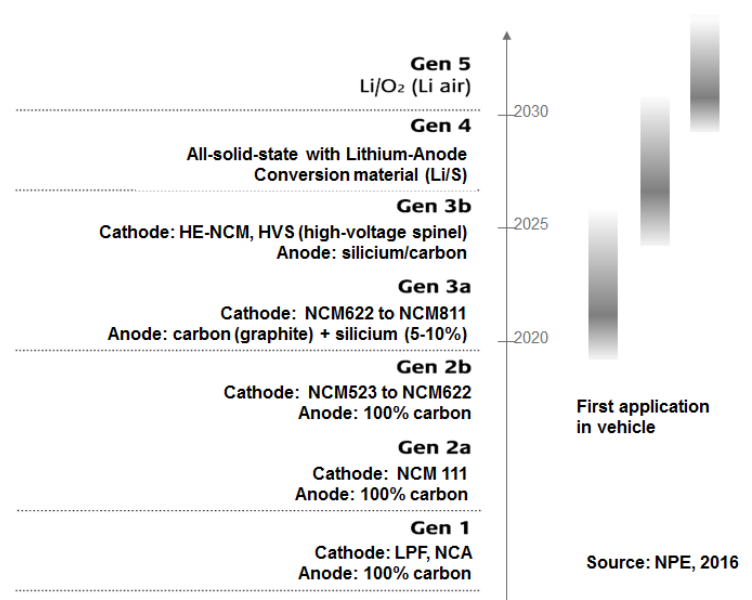 Gen 5
Li/O₂ (Li air)
2030
Gen 4
All-solid-state with Lithium-Anode
Conversion material (Li/S)
Gen 3b
2025
Cathode: HE-NCM, HVS (high-voltage spinel)
Anode: silicium/carbon
Gen 3a
Cathode: NCM622 to NCM811
Anode: carbon (graphite) + silicium (5-10%)
2020
Gen 2b
Cathode: NCM523 to NCM622
Anode: 100% carbon
First application
in vehicle
Gen 2a
Cathode: NCM 111
Anode: 100% carbon
Gen 1
Cathode: LPF, NCA
Anode: 100% carbon
Source: NPE, 2016